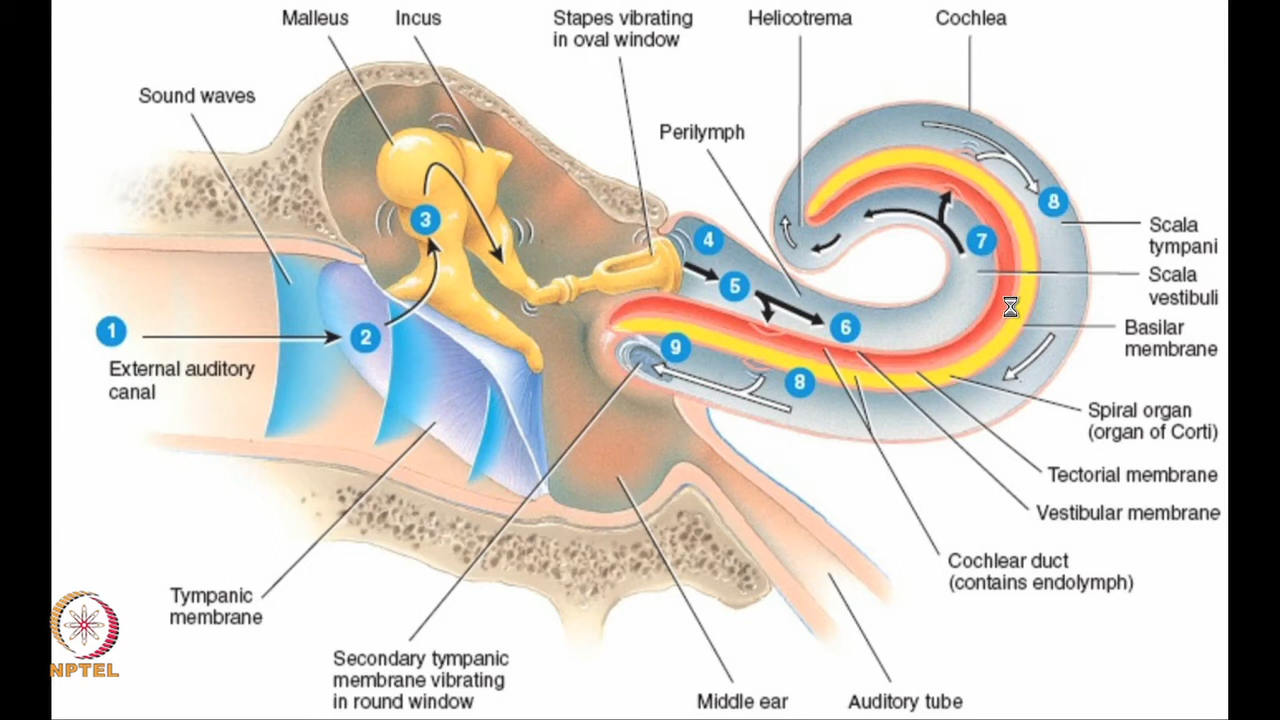 Malleus
Incus
Stapes vibrating
in oval window
Helicotrema
Cochlea
Sound waves
Perilymph
3
4
5
6
7
8
Scala
tympani
Scala
vestibuli
Basilar
membrane
1
2
9
8
External auditory
canal
Spiral organ
(organ of Corti)
Tectorial membrane
Vestibular membrane
Cochlear duct
(contains endolymph)
Tympanic
membrane
Secondary tympanic
membrane vibrating
in round window
Middle ear
Auditory tube
NPTEL